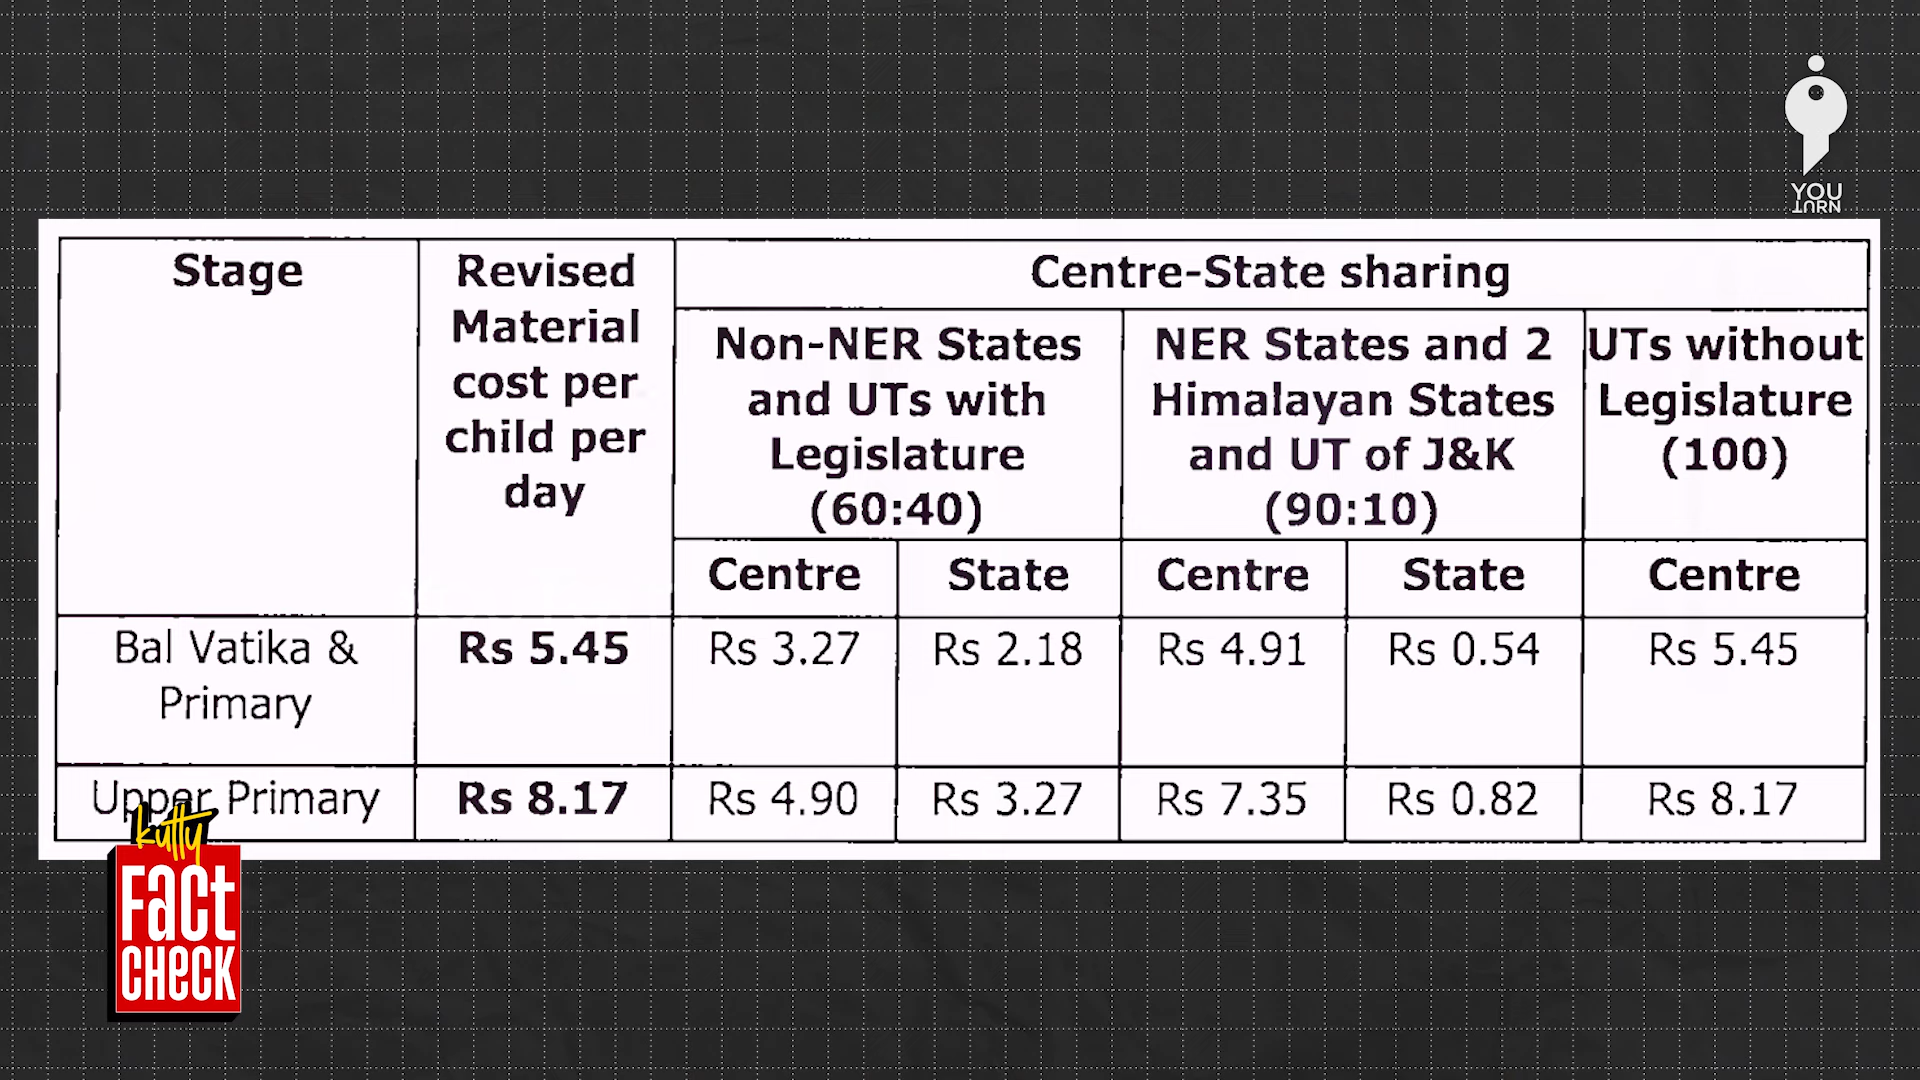 YOU
TURN
Stage
Revised
Material
cost per
child per
day
Centre-State sharing
Non-NER States
and UTs with
Legislature
(60:40)
NER States and 2
Himalayan States
and UT of J&K
(90:10)
UTs without
Legislature
(100)
Centre
State
Centre
State
Centre
Bal Vatika &
Primary
Rs 5.45
Rs 3.27
Rs 2.18
Rs 4.91
Rs 0.54
Rs 5.45
Upper Primary
Rs 8.17
Rs 4.90
Rs 3.27
Rs 7.35
Rs 0.82
Rs 8.17
kutty
Fact
CHECK